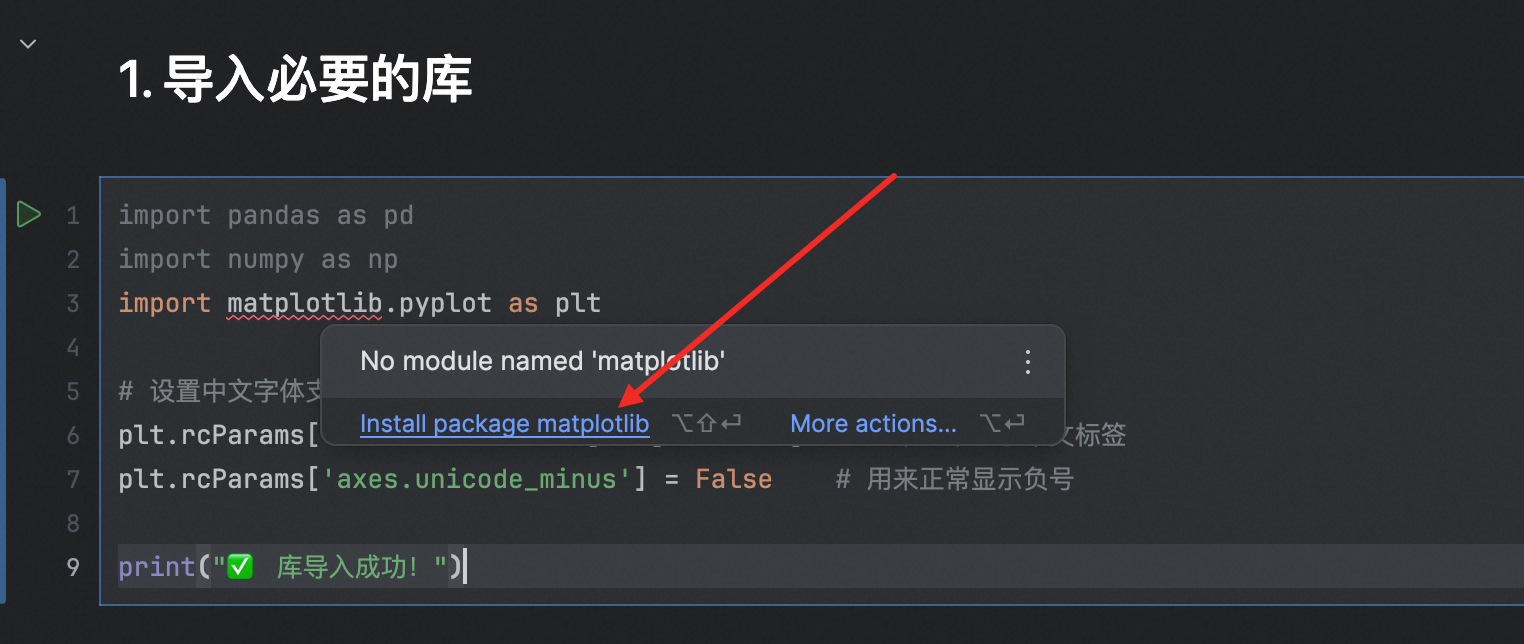 1. 导入必要的库
1 import pandas as pd
2 import numpy as np
3 import matplotlib.pyplot as plt
No module named 'matplotlib'
4
5 # 设置中文字体支
Install package matplotlib ⌥⇧⏎ More actions... ⌥⏎
6 plt.rcParams[ 文标签
7 plt.rcParams['axes.unicode_minus'] = False # 用来正常显示负号
8
9 print("✅ 库导入成功！")